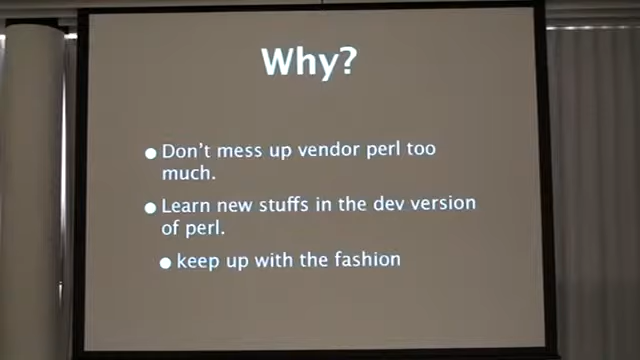 Why?
● Don't mess up vendor perl too
much.
● Learn new stuffs in the dev version
of perl.
● keep up with the fashion